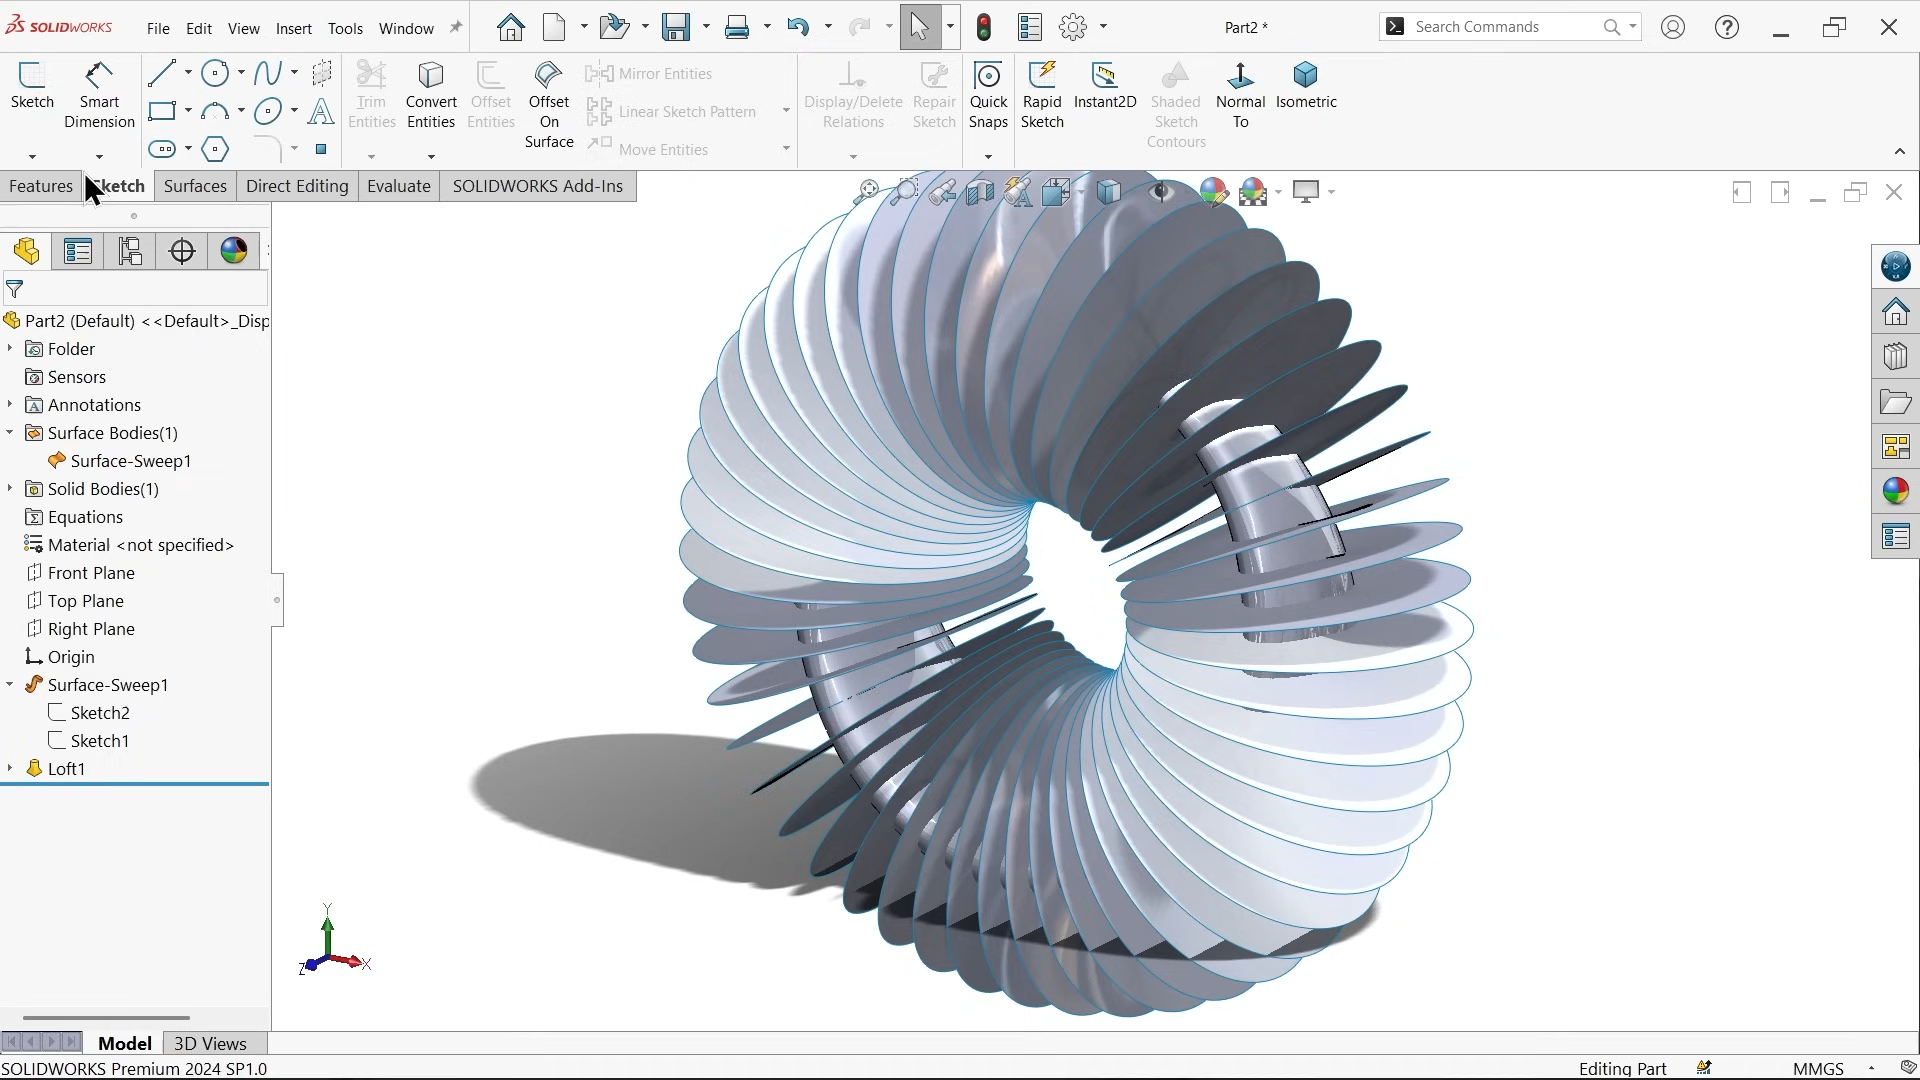 SOLIDWORKS File Edit View Insert Tools Window Part2 * Search Commands
Sketch Smart Dimension Trim Entities Convert Entities Offset Entities Offset On Surface Mirror Entities Display/Delete Relations Repair Sketch Quick Snaps Rapid Sketch Instant2D Shaded Sketch Contours Normal To Isometric
Linear Sketch Pattern
Move Entities
Features Sketch Surfaces Direct Editing Evaluate SOLIDWORKS Add-Ins
Part2 (Default) <<Default>_Disp
Folder
Sensors
Annotations
Surface Bodies(1)
Surface-Sweep1
Solid Bodies(1)
Equations
Material <not specified>
Front Plane
Top Plane
Right Plane
Origin
Surface-Sweep1
Sketch2
Sketch1
Loft1
Y
Z X
Model 3D Views
SOLIDWORKS Premium 2024 SP1.0 Editing Part MMGS